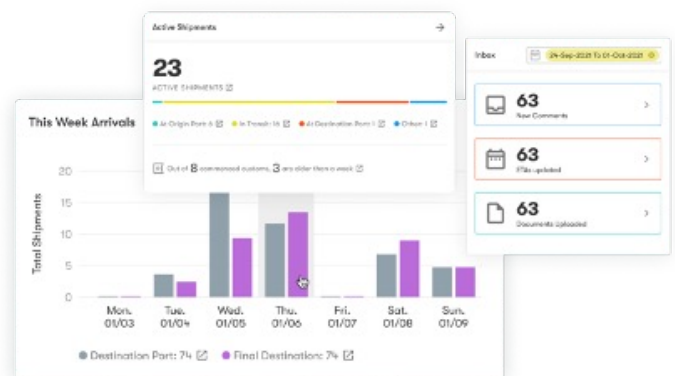 Active Shipments
23
ACTIVE SHIPMENTS
At Origin Port: 6 In Transit: 16 At Destination Port: 1 Other: 1
Out of 8 commenced customs, 3 are older than a week
Inbox
24-Sep-2021 To 01-Oct-2021
63
New Comments
63
ETAs updated
63
Documents Uploaded
This Week Arrivals
Total Shipments
20
15
10
5
0
Mon. Tue. Wed. Thu. Fri. Sat. Sun.
01/03 01/04 01/05 01/06 01/07 01/08 01/09
Destination Port: 74 Final Destination: 74